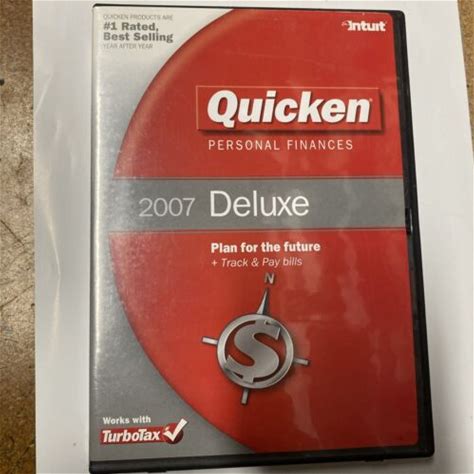 QUICKEN PRODUCTS ARE
#1 Rated,
Best Selling
YEAR AFTER YEAR
Intuit
Quicken
PERSONAL FINANCES
2007 Deluxe
Plan for the future
+ Track & Pay bills
N
$
Works with
TurboTax